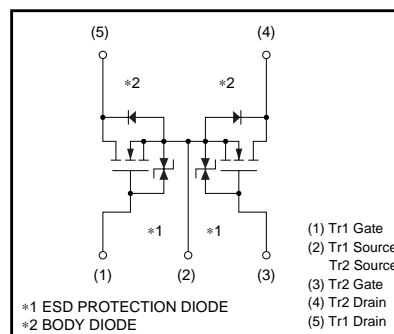 (5) (4)
∗2 ∗2
∗1 ∗1
(1) (2) (3)
(1) Tr1 Gate
(2) Tr1 Source
Tr2 Source
(3) Tr2 Gate
(4) Tr2 Drain
(5) Tr1 Drain
∗1 ESD PROTECTION DIODE
∗2 BODY DIODE